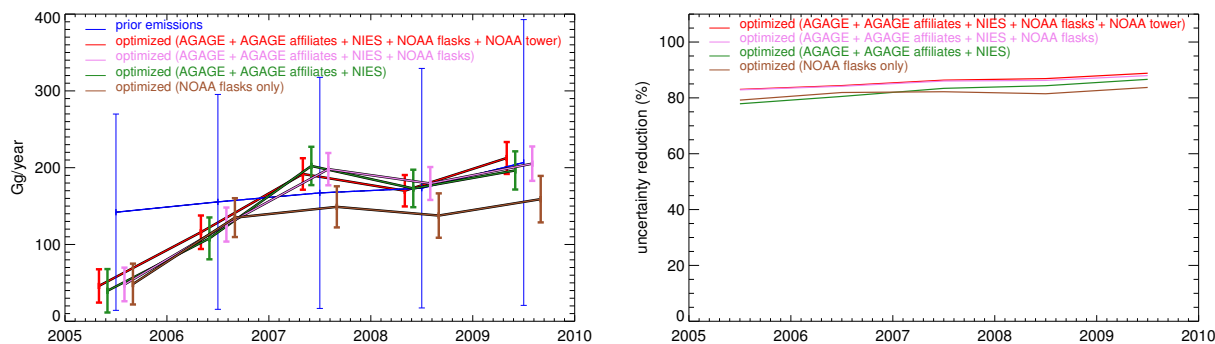 400
300
200
100
0
Gg/year
prior emissions
optimized (AGAGE + AGAGE affiliates + NIES + NOAA flasks + NOAA tower)
optimized (AGAGE + AGAGE affiliates + NIES + NOAA flasks)
optimized (AGAGE + AGAGE affiliates + NIES)
optimized (NOAA flasks only)
2005 2006 2007 2008 2009 2010
100
80
60
40
20
0
uncertainty reduction (%)
optimized (AGAGE + AGAGE affiliates + NIES + NOAA flasks + NOAA tower)
optimized (AGAGE + AGAGE affiliates + NIES + NOAA flasks)
optimized (AGAGE + AGAGE affiliates + NIES)
optimized (NOAA flasks only)
2005 2006 2007 2008 2009 2010